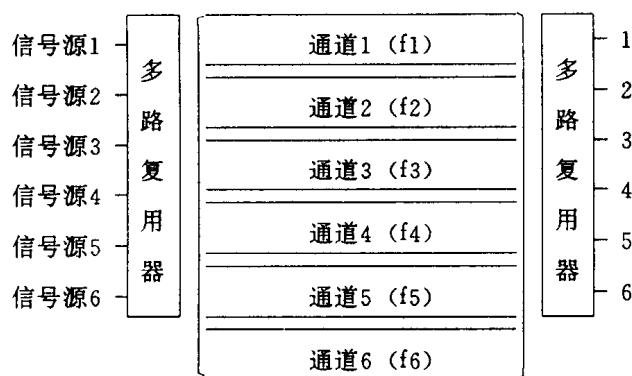 信号源1
信号源2
信号源3
信号源4
信号源5
信号源6
多路复用器
通道1 (f1)
通道2 (f2)
通道3 (f3)
通道4 (f4)
通道5 (f5)
通道6 (f6)
多路复用器
1
2
3
4
5
6